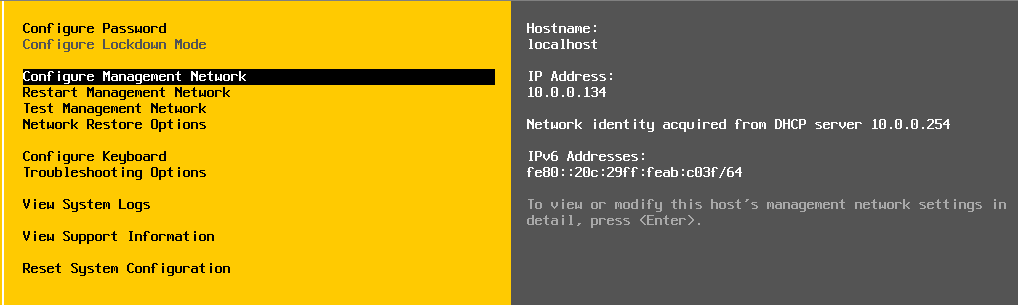 Configure Password
Configure Lockdown Mode
Configure Management Network
Restart Management Network
Test Management Network
Network Restore Options
Configure Keyboard
Troubleshooting Options
View System Logs
View Support Information
Reset System Configuration
Hostname:
localhost
IP Address:
10.0.0.134
Network identity acquired from DHCP server 10.0.0.254
IPv6 Addresses:
fe80::20c:29ff:feab:c03f/64
To view or modify this host's management network settings in
detail, press <Enter>.